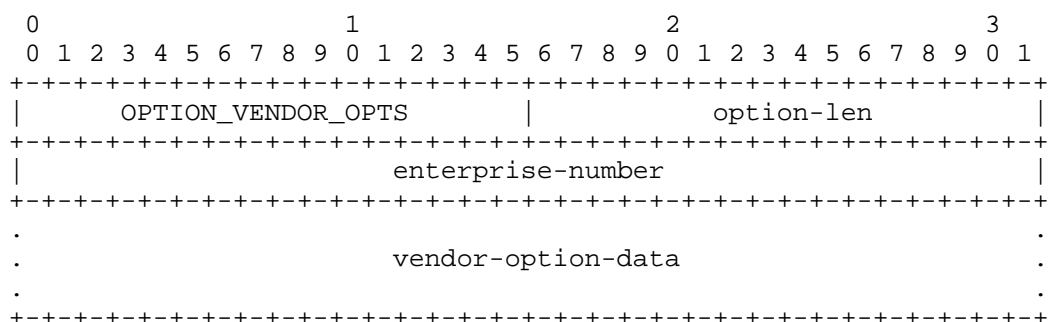 0                   1                   2                   3
 0 1 2 3 4 5 6 7 8 9 0 1 2 3 4 5 6 7 8 9 0 1 2 3 4 5 6 7 8 9 0 1
+-+-+-+-+-+-+-+-+-+-+-+-+-+-+-+-+-+-+-+-+-+-+-+-+-+-+-+-+-+-+-+-+
|      OPTION_VENDOR_OPTS       |           option-len          |
+-+-+-+-+-+-+-+-+-+-+-+-+-+-+-+-+-+-+-+-+-+-+-+-+-+-+-+-+-+-+-+-+
|                       enterprise-number                       |
+-+-+-+-+-+-+-+-+-+-+-+-+-+-+-+-+-+-+-+-+-+-+-+-+-+-+-+-+-+-+-+-+
.                                                               .
.                       vendor-option-data                      .
.                                                               .
+-+-+-+-+-+-+-+-+-+-+-+-+-+-+-+-+-+-+-+-+-+-+-+-+-+-+-+-+-+-+-+-+